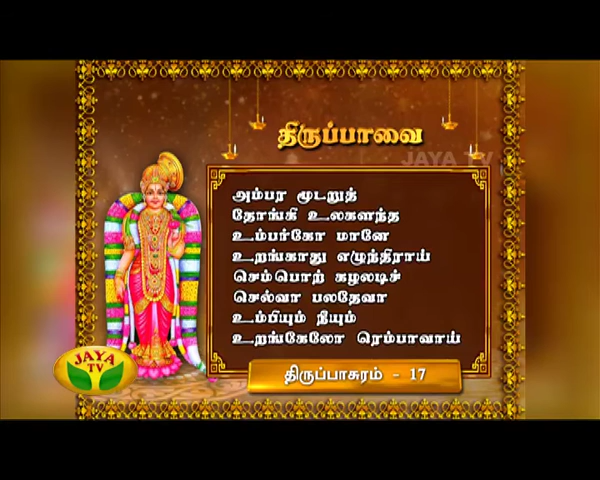 திருப்பாவை
JAYA TV
அம்பர மூடறுத்
தோங்கி உலகளந்த
உம்பர்கோ மானே
உறங்காது எழுந்திராய்
செம்பொற் கழலடிச்
செல்வா பலதேவா
உம்பியும் நீயும்
உறங்கேலோ ரெம்பாவாய்
JAYA
TV
திருப்பாசுரம் - 17